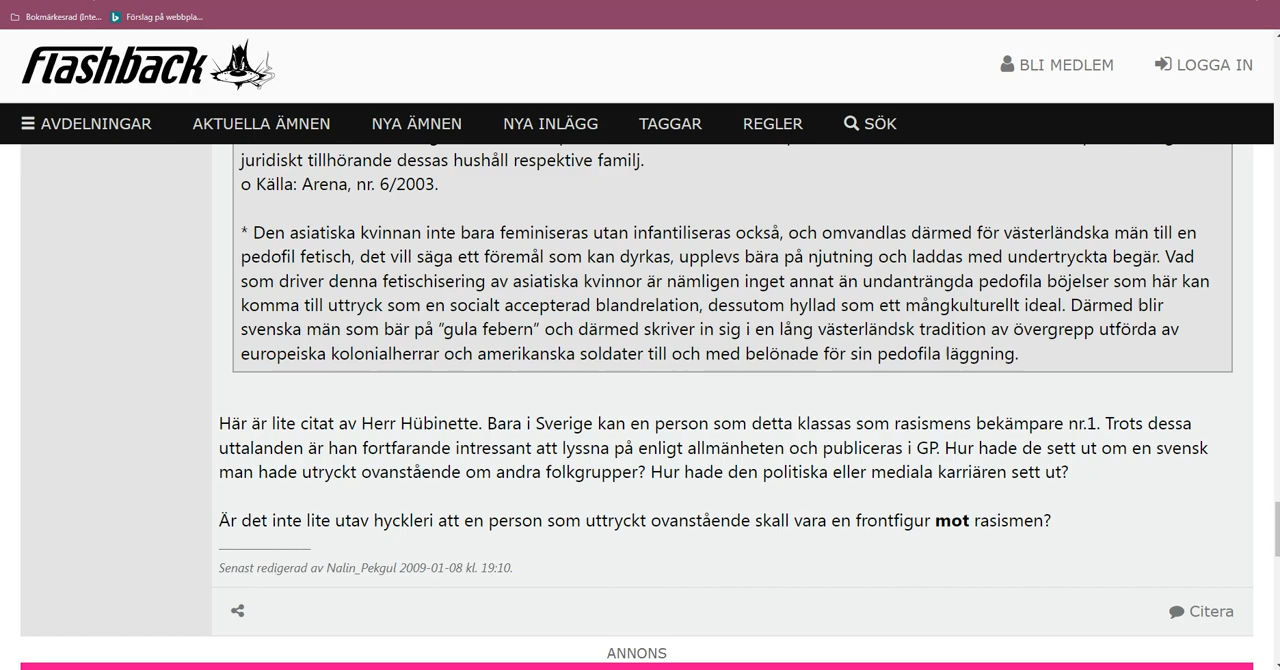 Bokmärkesrad (Inte...
Förslag på webbpla...
flashback
BLI MEDLEM
LOGGA IN
AVDELNINGAR
AKTUELLA ÄMNEN
NYA ÄMNEN
NYA INLÄGG
TAGGAR
REGLER
SÖK
juridiskt tillhörande dessas hushåll respektive familj.
o Källa: Arena, nr. 6/2003.
* Den asiatiska kvinnan inte bara feminiseras utan infantiliseras också, och omvandlas därmed för västerländska män till en
pedofil fetisch, det vill säga ett föremål som kan dyrkas, upplevs bära på njutning och laddas med undertryckta begär. Vad
som driver denna fetischisering av asiatiska kvinnor är nämligen inget annat än undanträngda pedofila böjelser som här kan
komma till uttryck som en socialt accepterad blandrelation, dessutom hyllad som ett mångkulturellt ideal. Därmed blir
svenska män som bär på ”gula febern” och därmed skriver in sig i en lång västerländsk tradition av övergrepp utförda av
europeiska kolonialherrar och amerikanska soldater till och med belönade för sin pedofila läggning.
Här är lite citat av Herr Hübinette. Bara i Sverige kan en person som detta klassas som rasismens bekämpare nr.1. Trots dessa
uttalanden är han fortfarande intressant att lyssna på enligt allmänheten och publiceras i GP. Hur hade de sett ut om en svensk
man hade utryckt ovanstående om andra folkgrupper? Hur hade den politiska eller mediala karriären sett ut?
Är det inte lite utav hyckleri att en person som uttryckt ovanstående skall vara en frontfigur mot rasismen?
Senast redigerad av Nalin_Pekgul 2009-01-08 kl. 19:10.
Citera
ANNONS